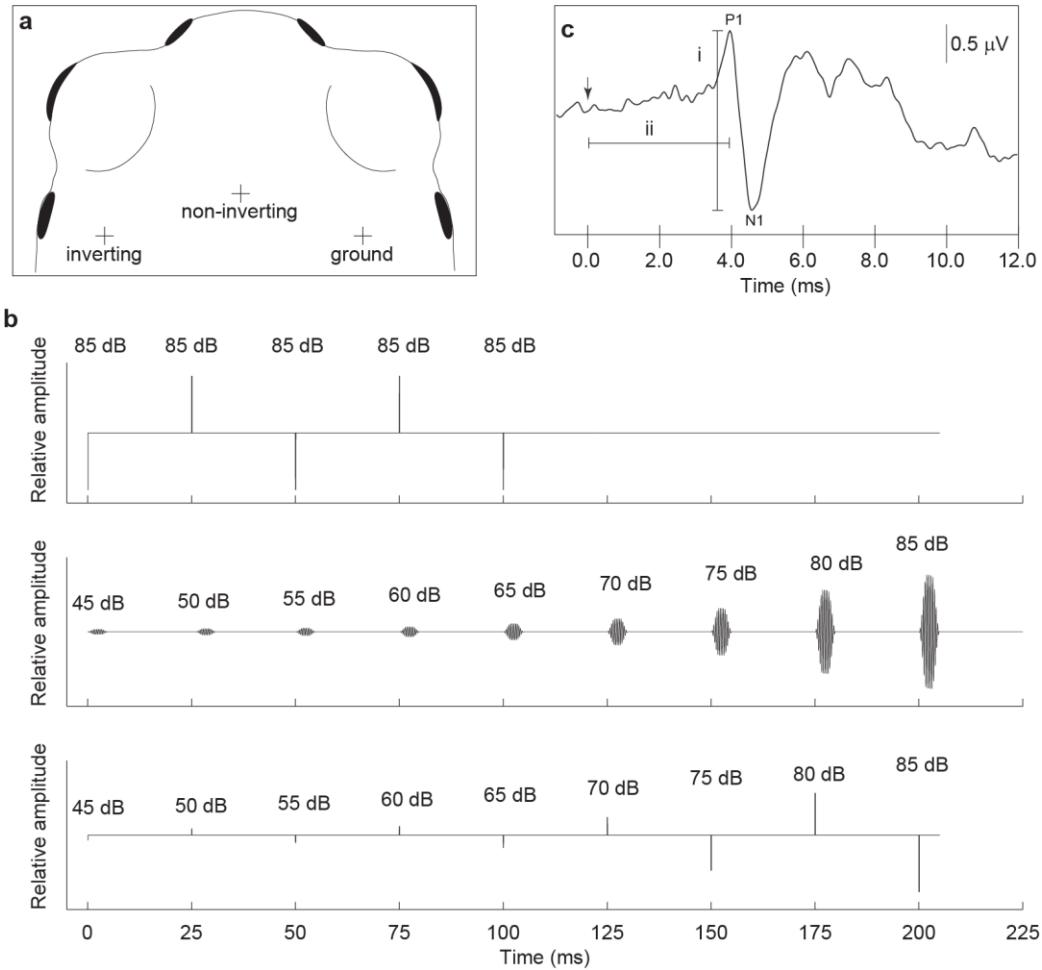 a
non-inverting
inverting ground
c
P1
0.5 µV
i
ii
N1
0.0 2.0 4.0 6.0 8.0 10.0 12.0
Time (ms)
b
Relative amplitude
85 dB 85 dB 85 dB 85 dB 85 dB
Relative amplitude
45 dB 50 dB 55 dB 60 dB 65 dB 70 dB 75 dB 80 dB 85 dB
Relative amplitude
45 dB 50 dB 55 dB 60 dB 65 dB 70 dB 75 dB 80 dB 85 dB
0 25 50 75 100 125 150 175 200 225
Time (ms)